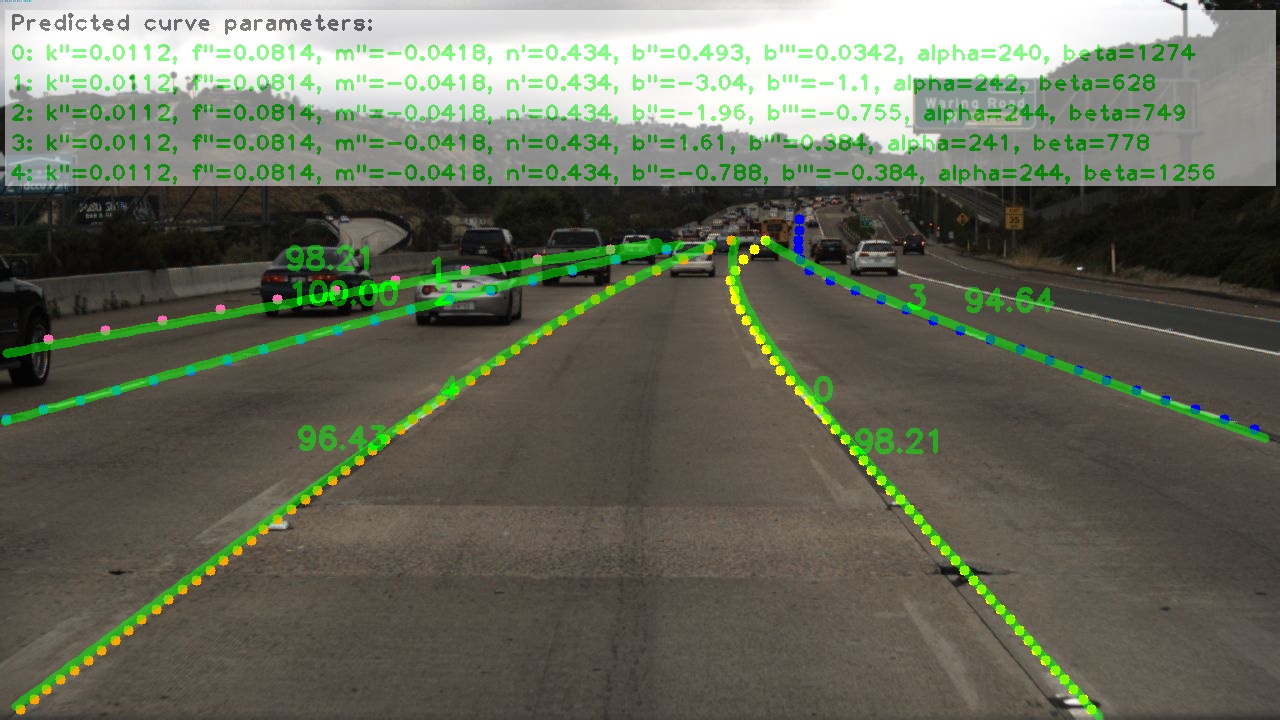 Predicted curve parameters:
0: k''=0.0112, f''=0.0814, m''=-0.0418, n'=0.434, b''=0.493, b'''=0.0342, alpha=240, beta=1274
1: k''=0.0112, f''=0.0814, m''=-0.0418, n'=0.434, b''=-3.04, b'''=-1.1, alpha=242, beta=628
2: k''=0.0112, f''=0.0814, m''=-0.0418, n'=0.434, b''=-1.96, b'''=-0.755, alpha=244, beta=749
Waring Road
3: k''=0.0112, f''=0.0814, m''=-0.0418, n'=0.434, b''=1.61, b'''=0.384, alpha=241, beta=778
4: k''=0.0112, f''=0.0814, m''=-0.0418, n'=0.434, b''=-0.788, b'''=-0.384, alpha=244, beta=1256
35
98.21
1
100.00
2
3
94.64
4
0
96.43
98.21